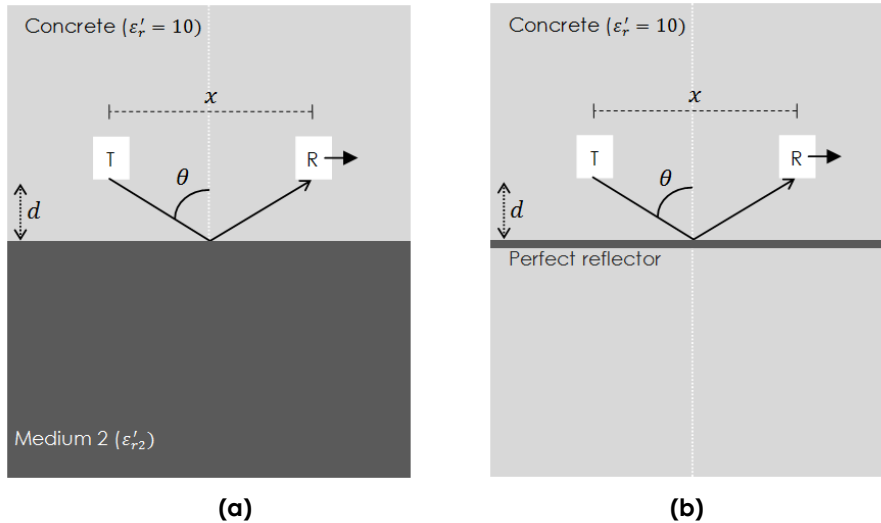 Concrete (ε′ᵣ = 10)
x
T
R
θ
d
Medium 2 (ε′ᵣ₂)
(a)
Concrete (ε′ᵣ = 10)
x
T
R
θ
d
Perfect reflector
(b)